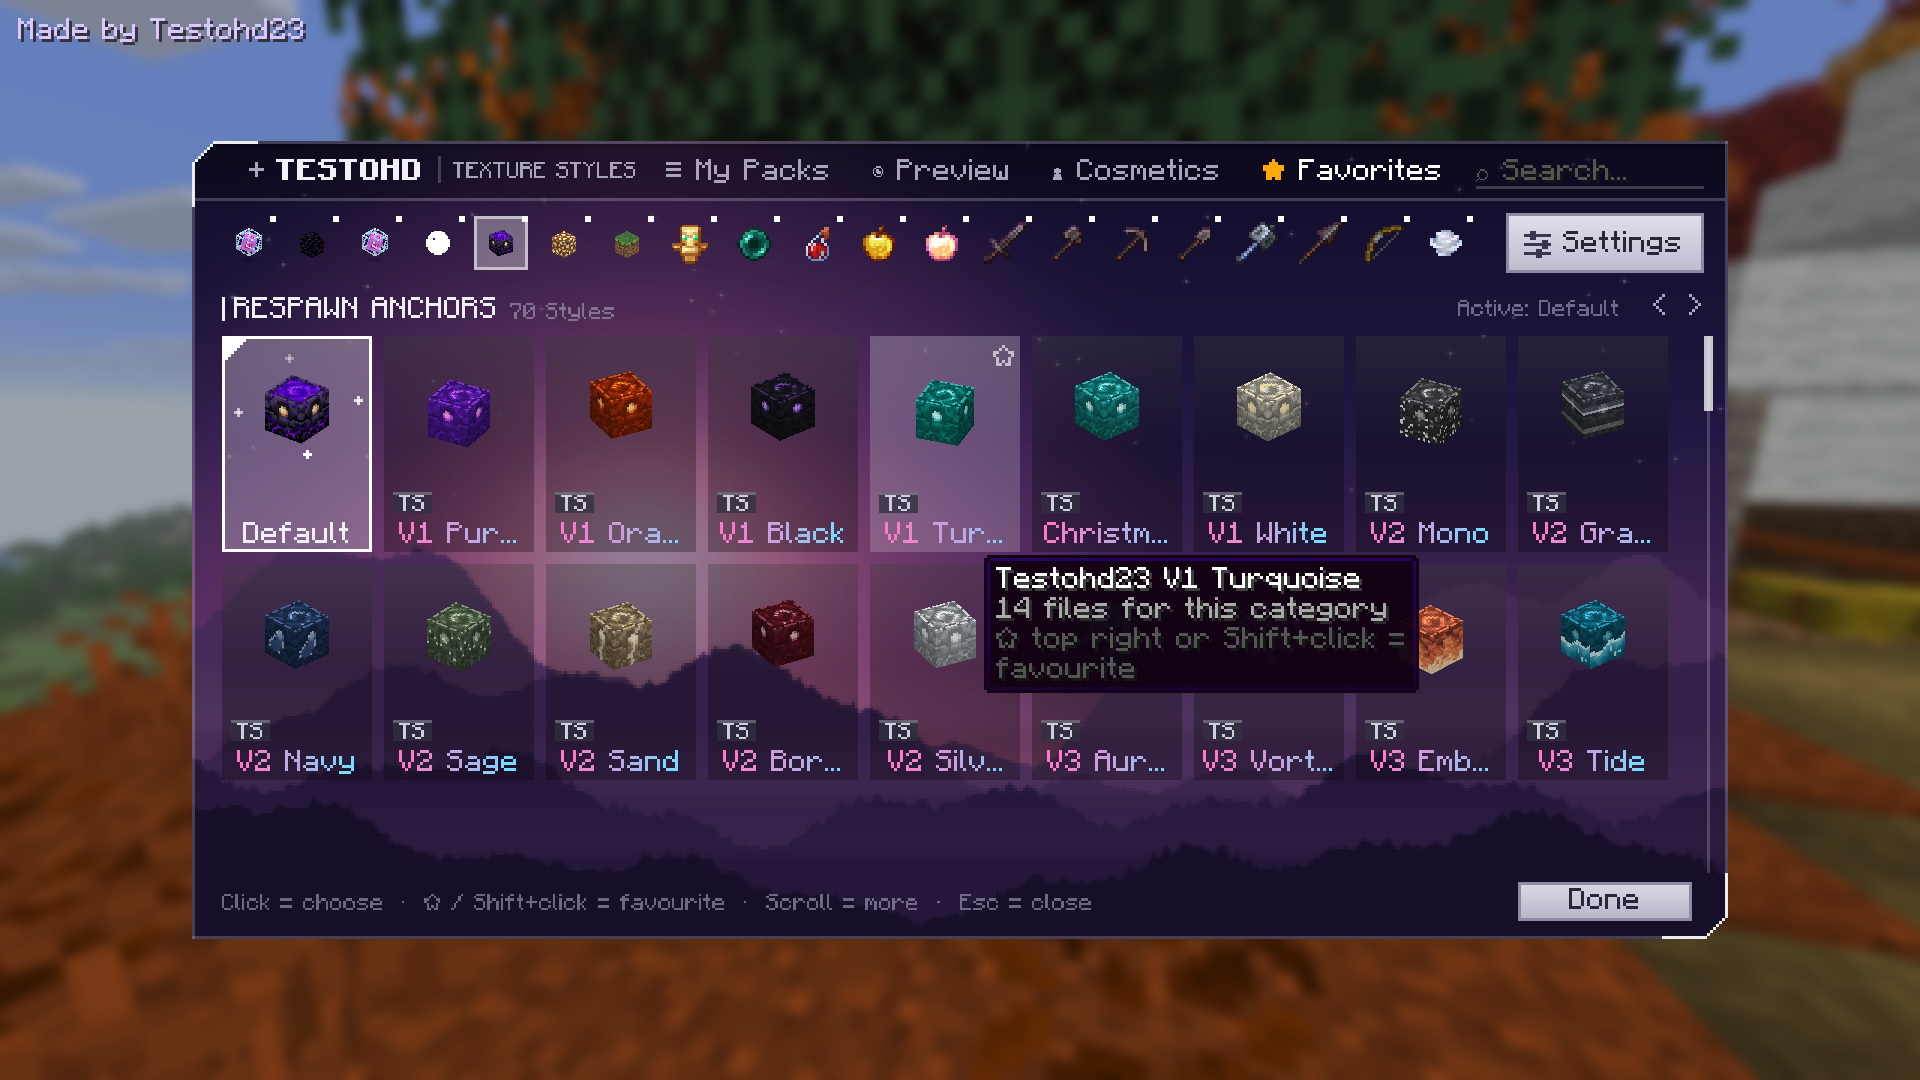 Made by Testohd23
+ TESTOHD | TEXTURE STYLES
My Packs
Preview
Cosmetics
Favorites
Search...
Settings
RESPAWN ANCHORS 70 Styles
Active: Default
Default
TS
V1 Pur...
TS
V1 Ora...
TS
V1 Black
TS
V1 Tur...
TS
Christm...
TS
V1 White
TS
V2 Mono
TS
V2 Gra...
Testohd23 V1 Turquoise
14 files for this category
☆ top right or Shift+click =
favourite
TS
V2 Navy
TS
V2 Sage
TS
V2 Sand
TS
V2 Bor...
TS
V2 Silv...
TS
V3 Aur...
TS
V3 Vort...
TS
V3 Emb...
TS
V3 Tide
Click = choose · ☆ / Shift+click = favourite · Scroll = more · Esc = close
Done